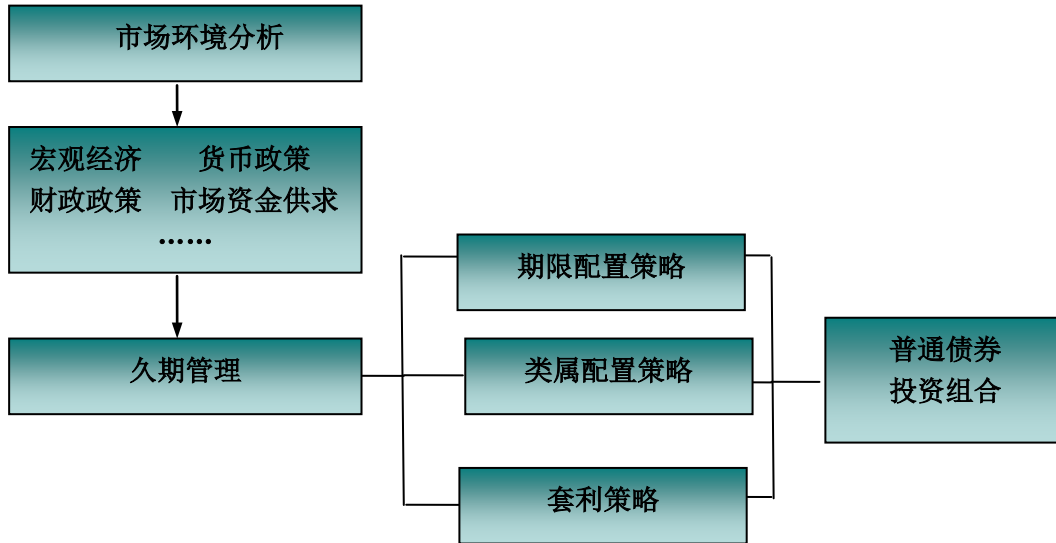 市场环境分析
宏观经济 货币政策
财政政策 市场资金供求
……
期限配置策略
久期管理
类属配置策略
普通债券
投资组合
套利策略